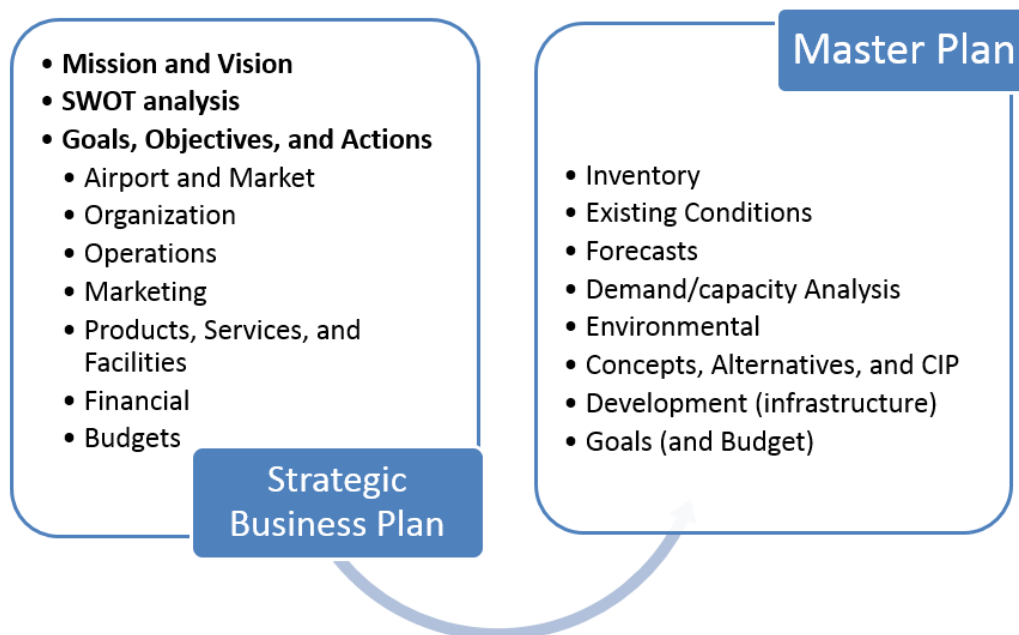 • Mission and Vision
• SWOT analysis
• Goals, Objectives, and Actions
• Airport and Market
• Organization
• Operations
• Marketing
• Products, Services, and
Facilities
• Financial
• Budgets
Strategic
Business Plan
Master Plan
• Inventory
• Existing Conditions
• Forecasts
• Demand/capacity Analysis
• Environmental
• Concepts, Alternatives, and CIP
• Development (infrastructure)
• Goals (and Budget)